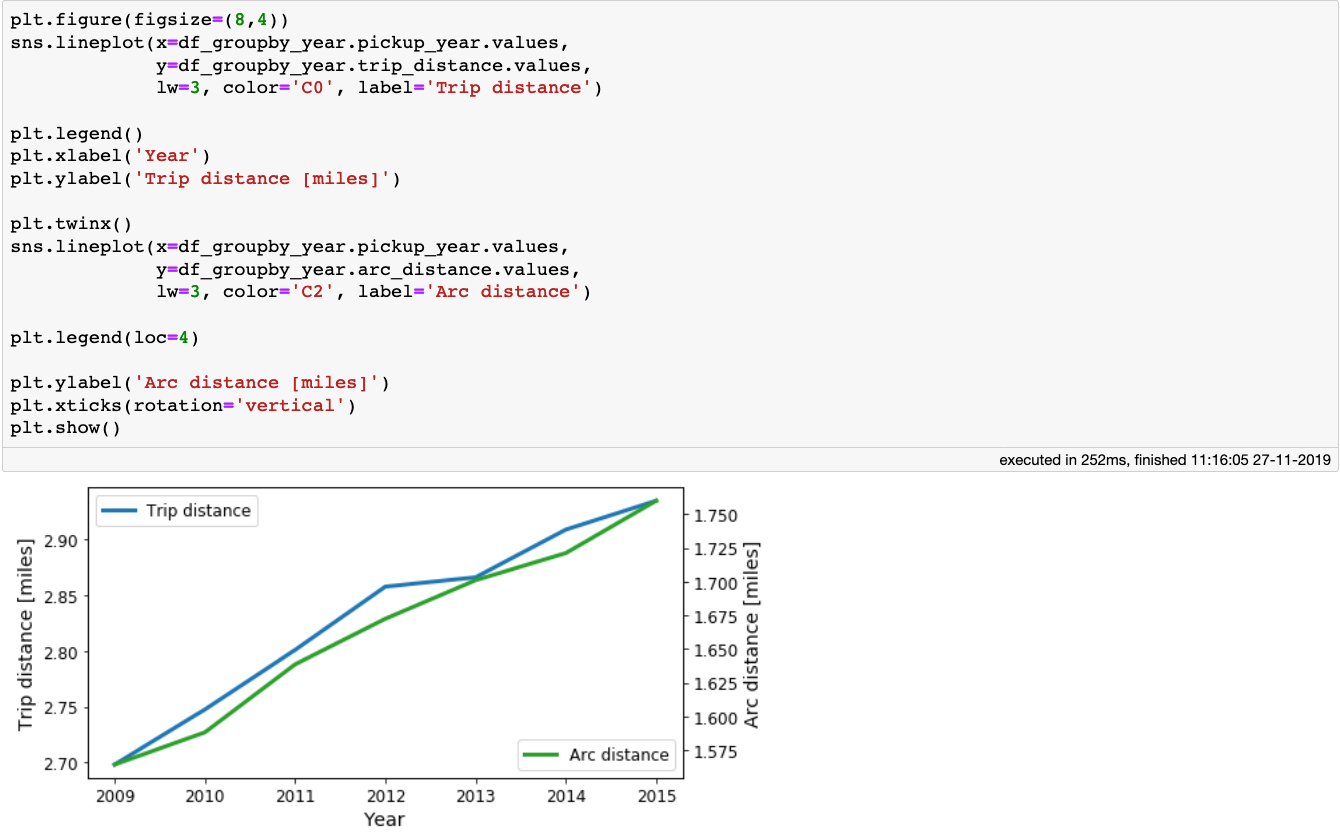 plt.figure(figsize=(8,4))
sns.lineplot(x=df_groupby_year.pickup_year.values,
             y=df_groupby_year.trip_distance.values,
             lw=3, color='C0', label='Trip distance')
plt.legend()
plt.xlabel('Year')
plt.ylabel('Trip distance [miles]')
plt.twinx()
sns.lineplot(x=df_groupby_year.pickup_year.values,
             y=df_groupby_year.arc_distance.values,
             lw=3, color='C2', label='Arc distance')
plt.legend(loc=4)
plt.ylabel('Arc distance [miles]')
plt.xticks(rotation='vertical')
plt.show()
executed in 252ms, finished 11:16:05 27-11-2019
Trip distance
Trip distance [miles]
2.90
2.85
2.80
2.75
2.70
1.750
1.725
1.700
1.675
1.650
1.625
1.600
1.575
Arc distance [miles]
Arc distance
2009 2010 2011 2012 2013 2014 2015
Year